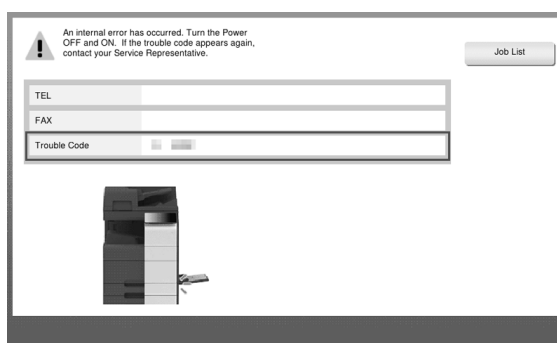 An internal error has occurred. Turn the Power
OFF and ON. If the trouble code appears again,
contact your Service Representative.
Job List
TEL
FAX
Trouble Code